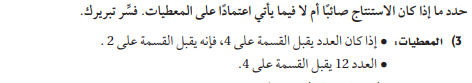 حدد ما إذا كان الاستنتاج صائبًا أم لا فيما يأتي اعتمادًا على المعطيات. فسِّر تبريرك.
3) المعطيات: • إذا كان العدد يقبل القسمة على 4، فإنه يقبل القسمة على 2 .
• العدد 12 يقبل القسمة على 4.